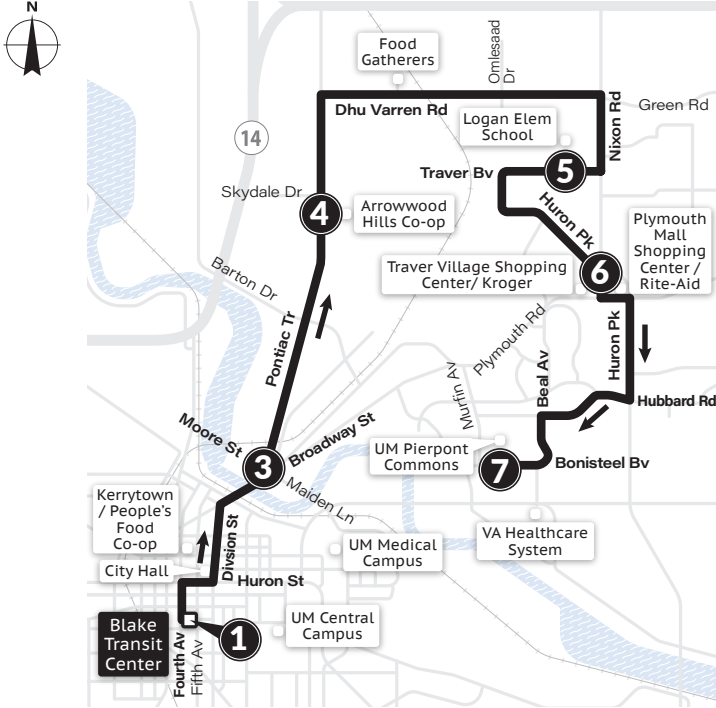 N
Food
Gatherers
Omlesaad
Dr
Dhu Varren Rd
Nixon Rd
Green Rd
Logan Elem
School
14
Traver Bv
5
Skydale Dr
4
Arrowwood
Hills Co-op
Huron Pk
Plymouth
Mall
Shopping
Center /
Rite-Aid
Traver Village Shopping
Center/ Kroger
6
Barton Dr
Pontiac Tr
Plymouth Rd
Huron Pk
Murfin Av
Beal Av
Hubbard Rd
Moore St
Broadway St
3
UM Pierpont
Commons
7
Bonisteel Bv
Maiden Ln
Kerrytown
/ People's
Food
Co-op
Divsion St
UM Medical
Campus
VA Healthcare
System
City Hall
Huron St
Blake
Transit
Center
1
UM Central
Campus
Fourth Av
Fifth Av